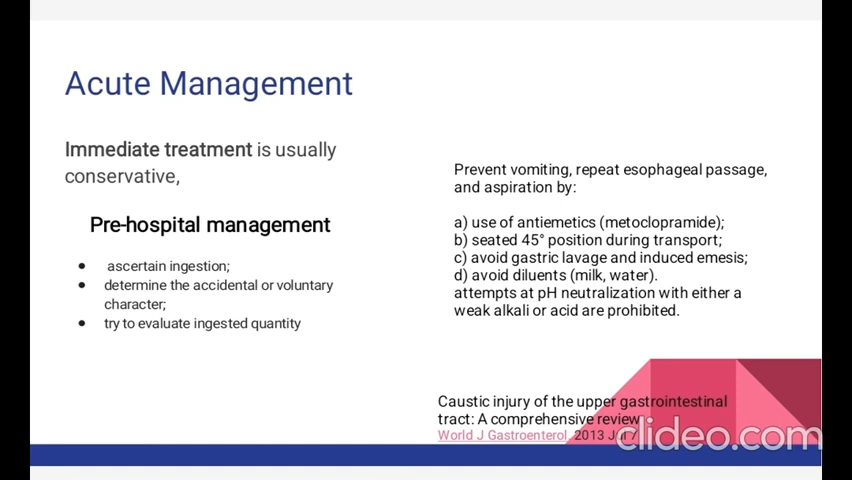 Acute Management
Immediate treatment is usually
conservative,
Pre-hospital management
● ascertain ingestion;
● determine the accidental or voluntary
character;
● try to evaluate ingested quantity
Prevent vomiting, repeat esophageal passage,
and aspiration by:
a) use of antiemetics (metoclopramide);
b) seated 45° position during transport;
c) avoid gastric lavage and induced emesis;
d) avoid diluents (milk, water).
attempts at pH neutralization with either a
weak alkali or acid are prohibited.
Caustic injury of the upper gastrointestinal
tract: A comprehensive review
World J Gastroenterol. 2013 Jul 7
clideo.com